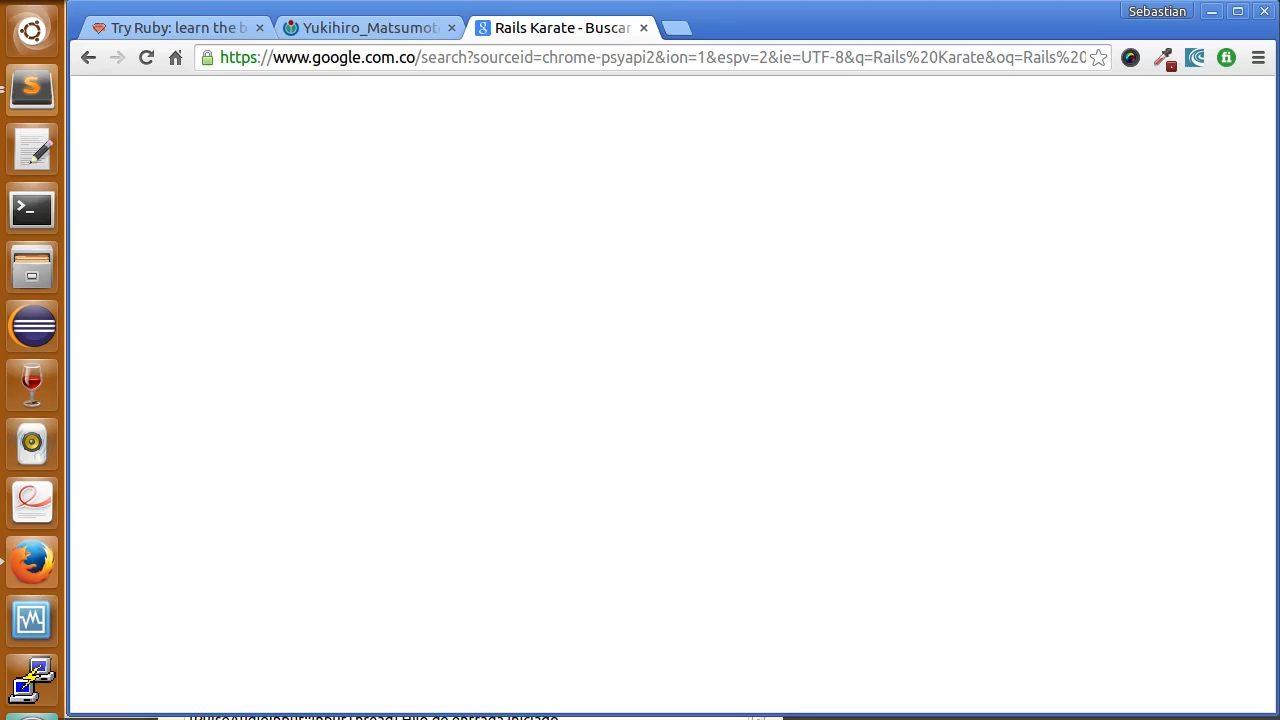 Sebastian
Try Ruby: learn the b
Yukihiro_Matsumoto
Rails Karate - Buscar
https://www.google.com.co/search?sourceid=chrome-psyapi2&ion=1&espv=2&ie=UTF-8&q=Rails%20Karate&oq=Rails%20